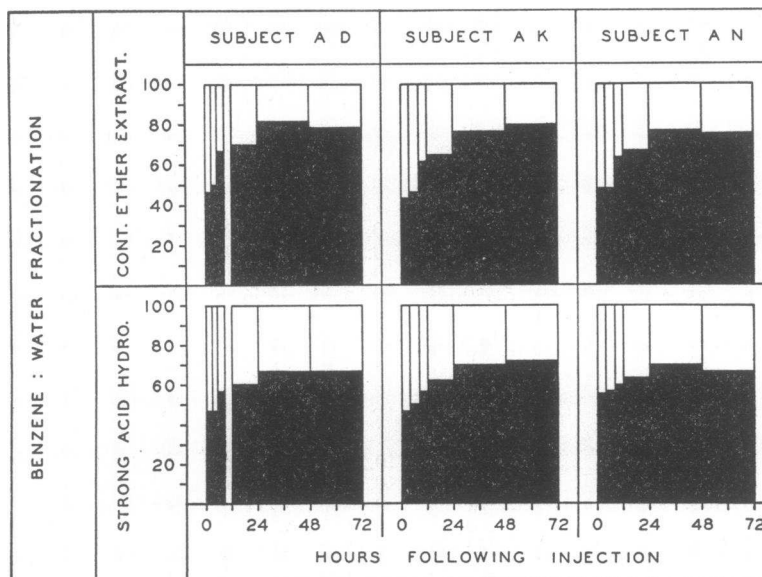 SUBJECT A D
SUBJECT A K
SUBJECT A N
BENZENE : WATER FRACTIONATION
CONT. ETHER EXTRACT.
100
80
60
40
20
STRONG ACID HYDRO.
100
80
60
40
20
0 24 48 72
0 24 48 72
0 24 48 72
HOURS FOLLOWING INJECTION